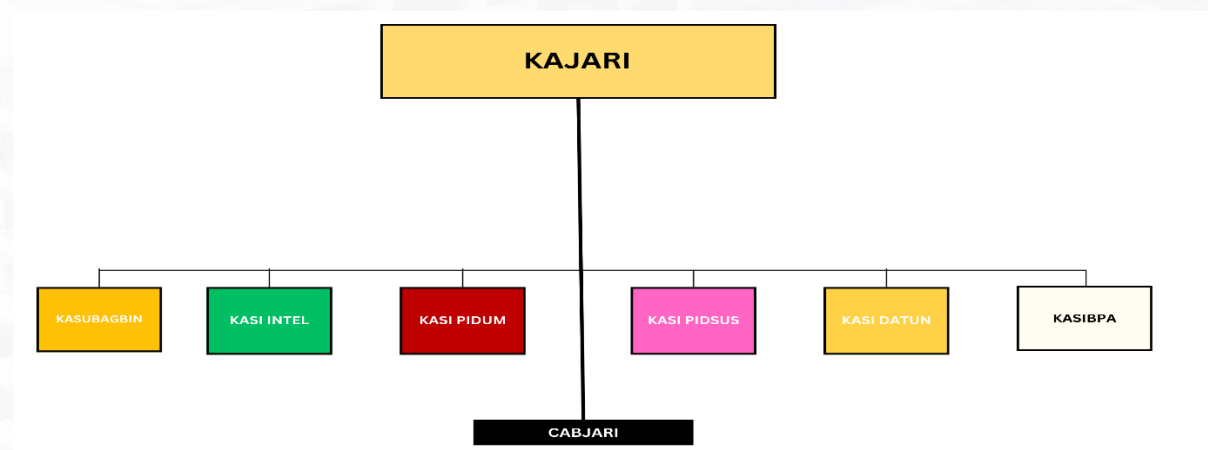 KAJARI
KASUBAGBIN
KASI INTEL
KASI PIDUM
KASI PIDSUS
KASI DATUN
KASIBPA
CABJARI